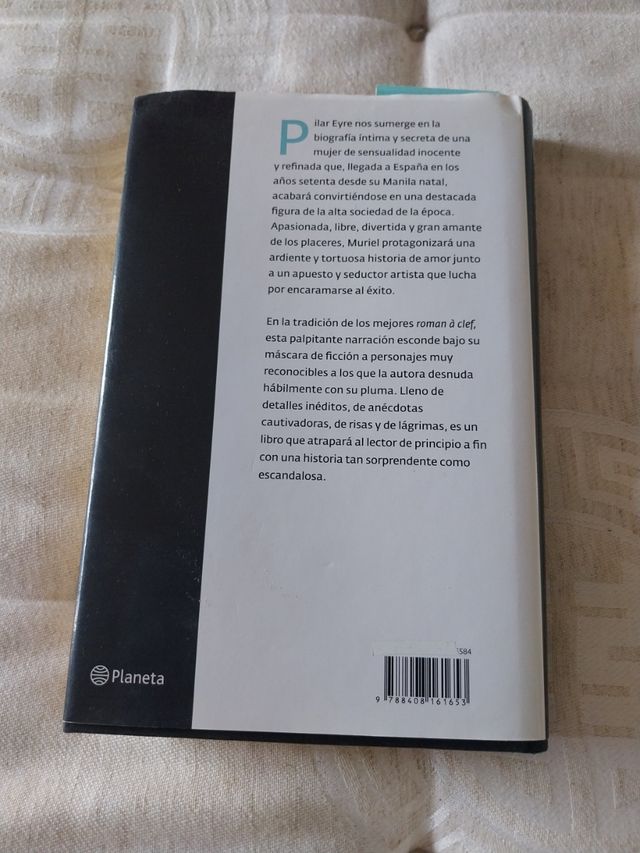 Pilar Eyre nos sumerge en la
biografía íntima y secreta de una
mujer de sensualidad inocente
y refinada que, llegada a España en los
años setenta desde su Manila natal,
acabará convirtiéndose en una destacada
figura de la alta sociedad de la época.
Apasionada, libre, divertida y gran amante
de los placeres, Muriel protagonizará una
ardiente y tortuosa historia de amor junto
a un apuesto y seductor artista que lucha
por encaramarse al éxito.
En la tradición de los mejores roman à clef,
esta palpitante narración esconde bajo su
máscara de ficción a personajes muy
reconocibles a los que la autora desnuda
hábilmente con su pluma. Lleno de
detalles inéditos, de anécdotas
cautivadoras, de risas y de lágrimas, es un
libro que atrapará al lector de principio a fin
con una historia tan sorprendente como
escandalosa.
Planeta
9 788408 161653